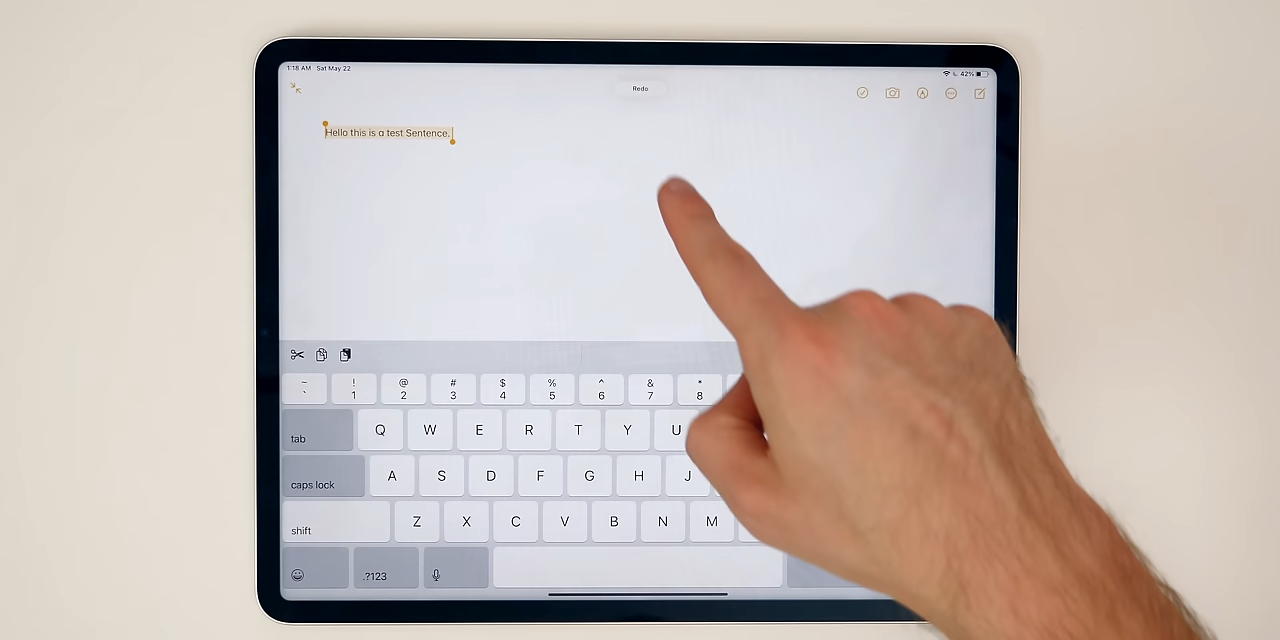 1:18 AM Sat May 22
42%
Redo
Hello this is a test Sentence.
~ ! @ # $ % ^ & *
` 1 2 3 4 5 6 7 8
tab Q W E R T Y U
caps lock A S D F G H J
shift Z X C V B N M
.?123